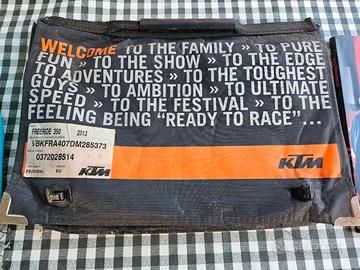 WELCOME TO THE FAMILY » TO PURE
FUN » TO THE SHOW » TO THE EDGE
TO ADVENTURES » TO THE TOUGHEST
GUYS » TO AMBITION » TO ULTIMATE
SPEED » TO THE FESTIVAL » TO THE
FEELING BEING “READY TO RACE”...
FREERIDE 350 2013
VBKFRA407DM285373
0372028514
EU
KTM
KTM